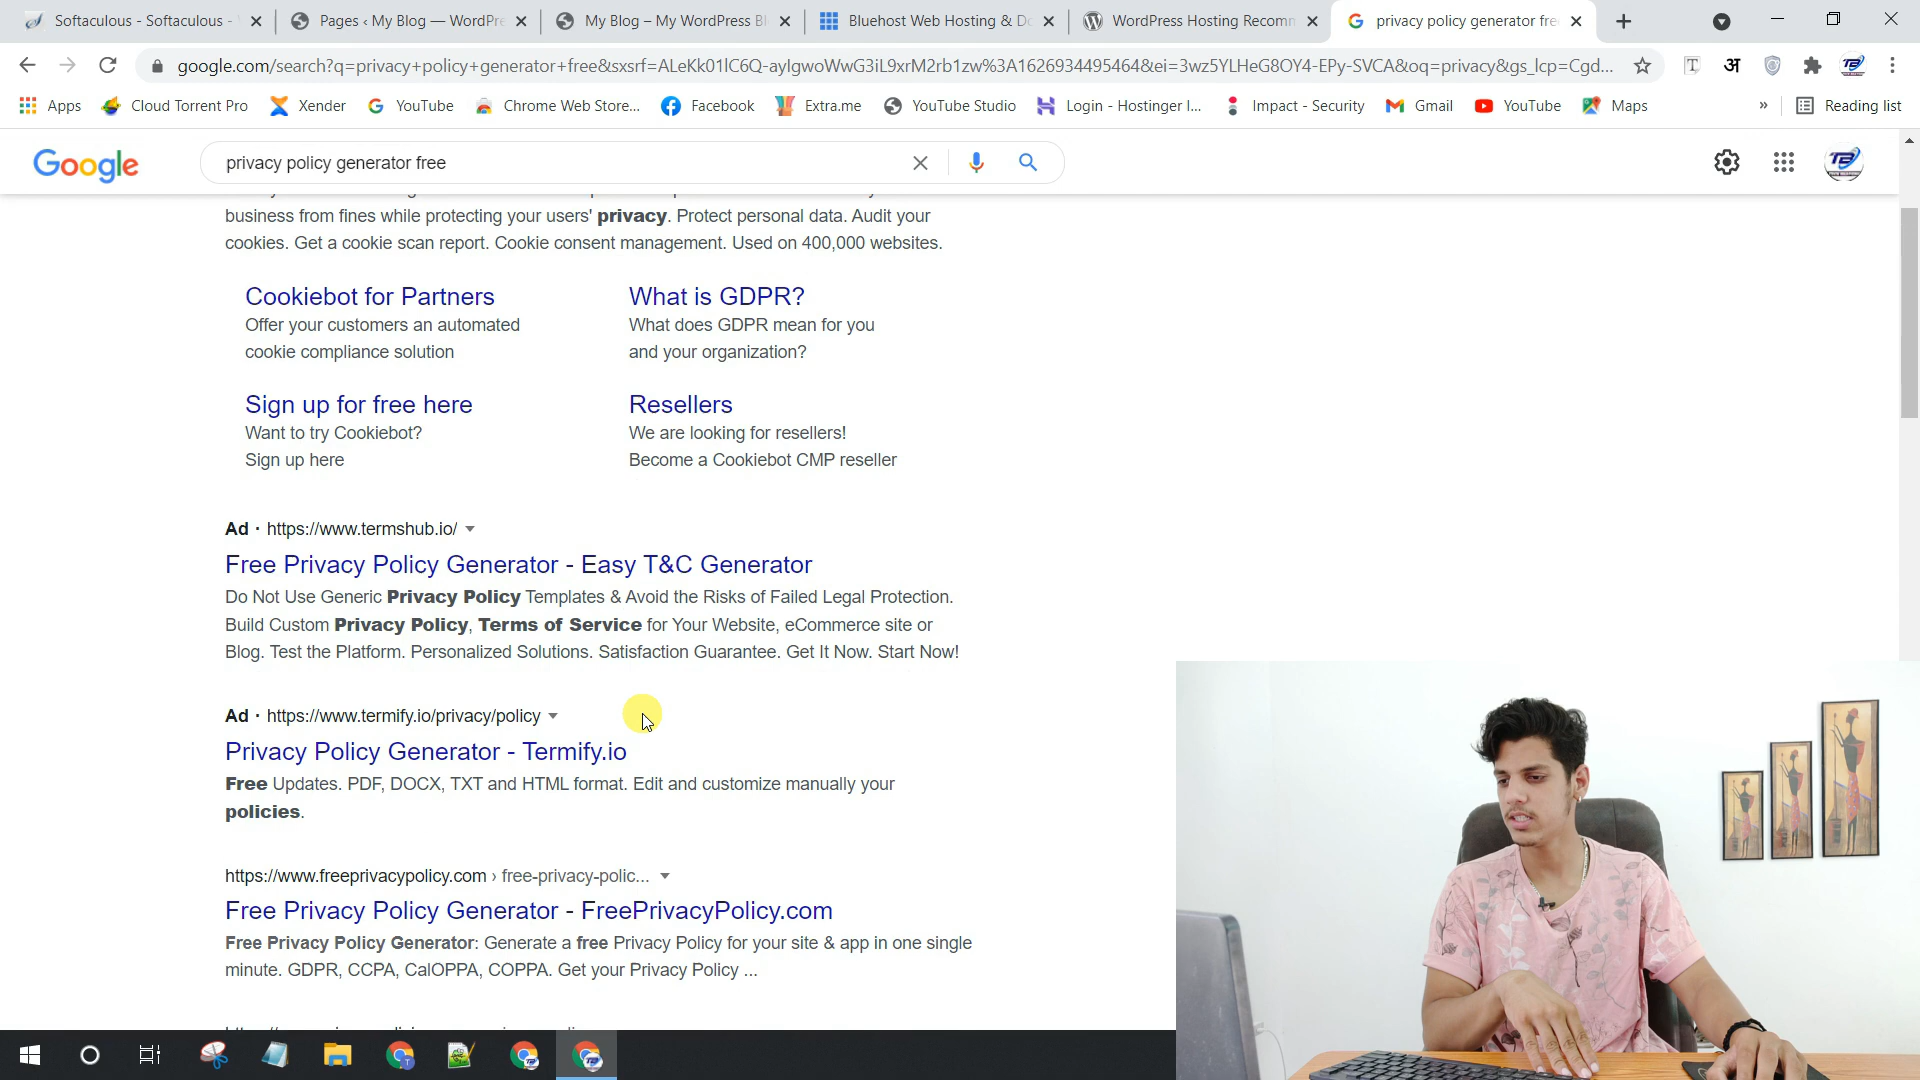 Softaculous - Softaculous -
Pages ‹ My Blog — WordPre
My Blog – My WordPress Bl
Bluehost Web Hosting & Do
WordPress Hosting Recomm
privacy policy generator fre
google.com/search?q=privacy+policy+generator+free&sxsrf=ALeKk01lC6Q-aylgwoWwG3iL9xrM2rb1zw%3A1626934495464&ei=3wz5YLHeG8OY4-EPy-SVCA&oq=privacy&gs_lcp=Cgd...
Apps
Cloud Torrent Pro
Xender
YouTube
Chrome Web Store...
Facebook
Extra.me
YouTube Studio
Login - Hostinger I...
Impact - Security
Gmail
YouTube
Maps
»
Reading list
Google
privacy policy generator free
business from fines while protecting your users' privacy. Protect personal data. Audit your
cookies. Get a cookie scan report. Cookie consent management. Used on 400,000 websites.
Cookiebot for Partners
Offer your customers an automated
cookie compliance solution
What is GDPR?
What does GDPR mean for you
and your organization?
Sign up for free here
Want to try Cookiebot?
Sign up here
Resellers
We are looking for resellers!
Become a Cookiebot CMP reseller
Ad · https://www.termshub.io/
Free Privacy Policy Generator - Easy T&C Generator
Do Not Use Generic Privacy Policy Templates & Avoid the Risks of Failed Legal Protection.
Build Custom Privacy Policy, Terms of Service for Your Website, eCommerce site or
Blog. Test the Platform. Personalized Solutions. Satisfaction Guarantee. Get It Now. Start Now!
Ad · https://www.termify.io/privacy/policy
Privacy Policy Generator - Termify.io
Free Updates. PDF, DOCX, TXT and HTML format. Edit and customize manually your
policies.
https://www.freeprivacypolicy.com › free-privacy-polic...
Free Privacy Policy Generator - FreePrivacyPolicy.com
Free Privacy Policy Generator: Generate a free Privacy Policy for your site & app in one single
minute. GDPR, CCPA, CalOPPA, COPPA. Get your Privacy Policy ...